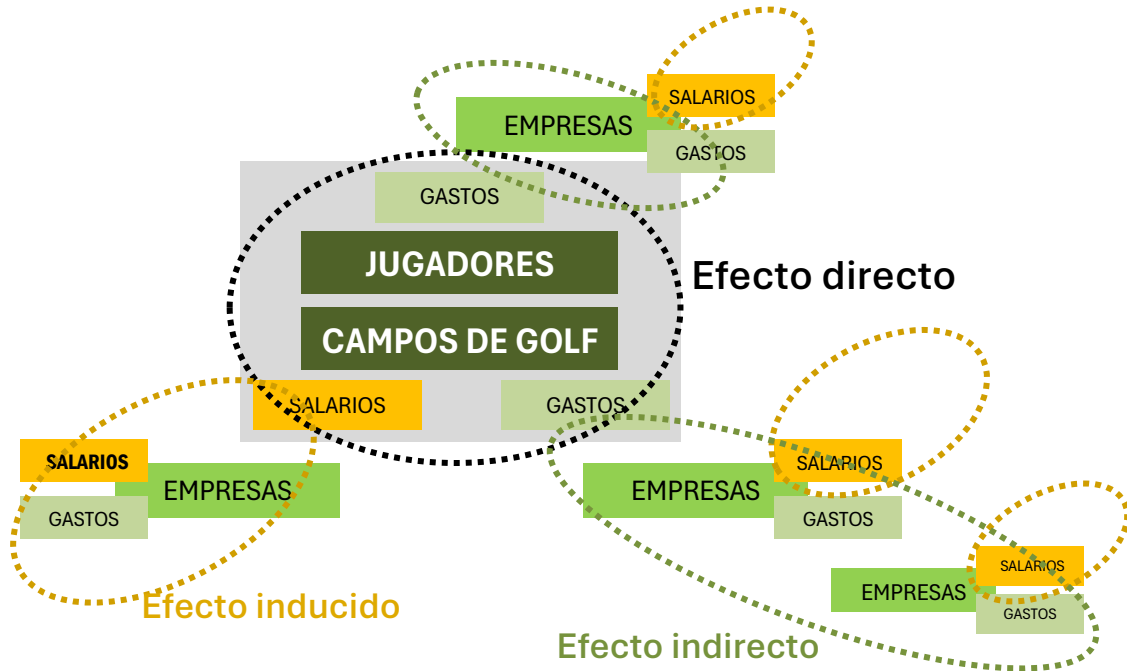 SALARIOS
EMPRESAS
GASTOS
GASTOS
JUGADORES
Efecto directo
CAMPOS DE GOLF
SALARIOS
GASTOS
SALARIOS
EMPRESAS
GASTOS
SALARIOS
EMPRESAS
GASTOS
SALARIOS
EMPRESAS
GASTOS
Efecto inducido
Efecto indirecto